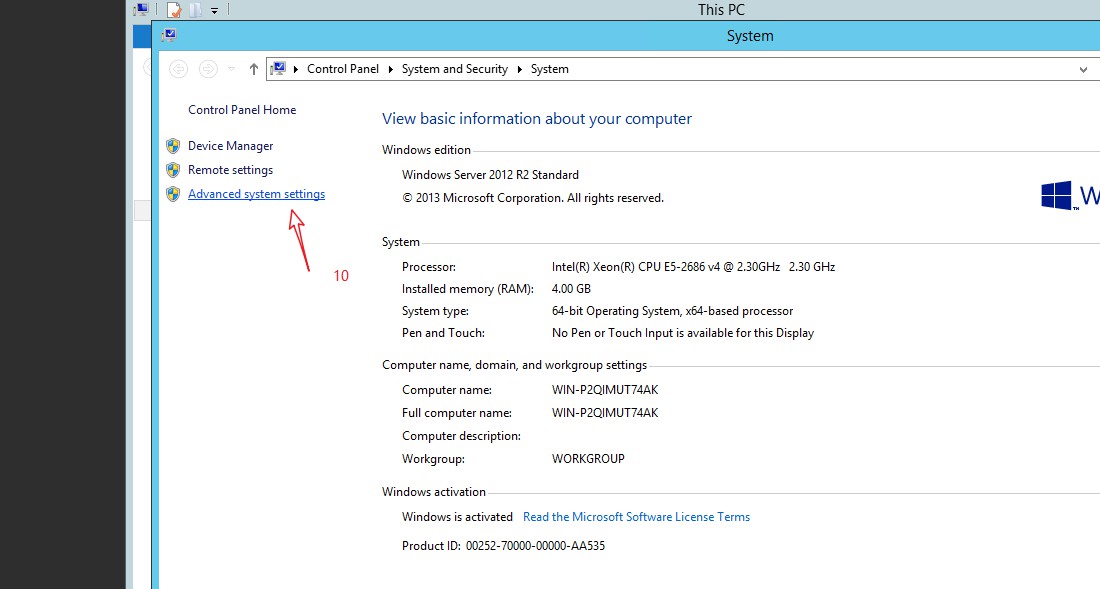 This PC
System
Control Panel System and Security System
Control Panel Home
Device Manager
Remote settings
Advanced system settings
10
View basic information about your computer
Windows edition
Windows Server 2012 R2 Standard
© 2013 Microsoft Corporation. All rights reserved.
W
System
Processor: Intel(R) Xeon(R) CPU E5-2686 v4 @ 2.30GHz 2.30 GHz
Installed memory (RAM): 4.00 GB
System type: 64-bit Operating System, x64-based processor
Pen and Touch: No Pen or Touch Input is available for this Display
Computer name, domain, and workgroup settings
Computer name: WIN-P2QIMUT74AK
Full computer name: WIN-P2QIMUT74AK
Computer description:
Workgroup: WORKGROUP
Windows activation
Windows is activated Read the Microsoft Software License Terms
Product ID: 00252-70000-00000-AA535